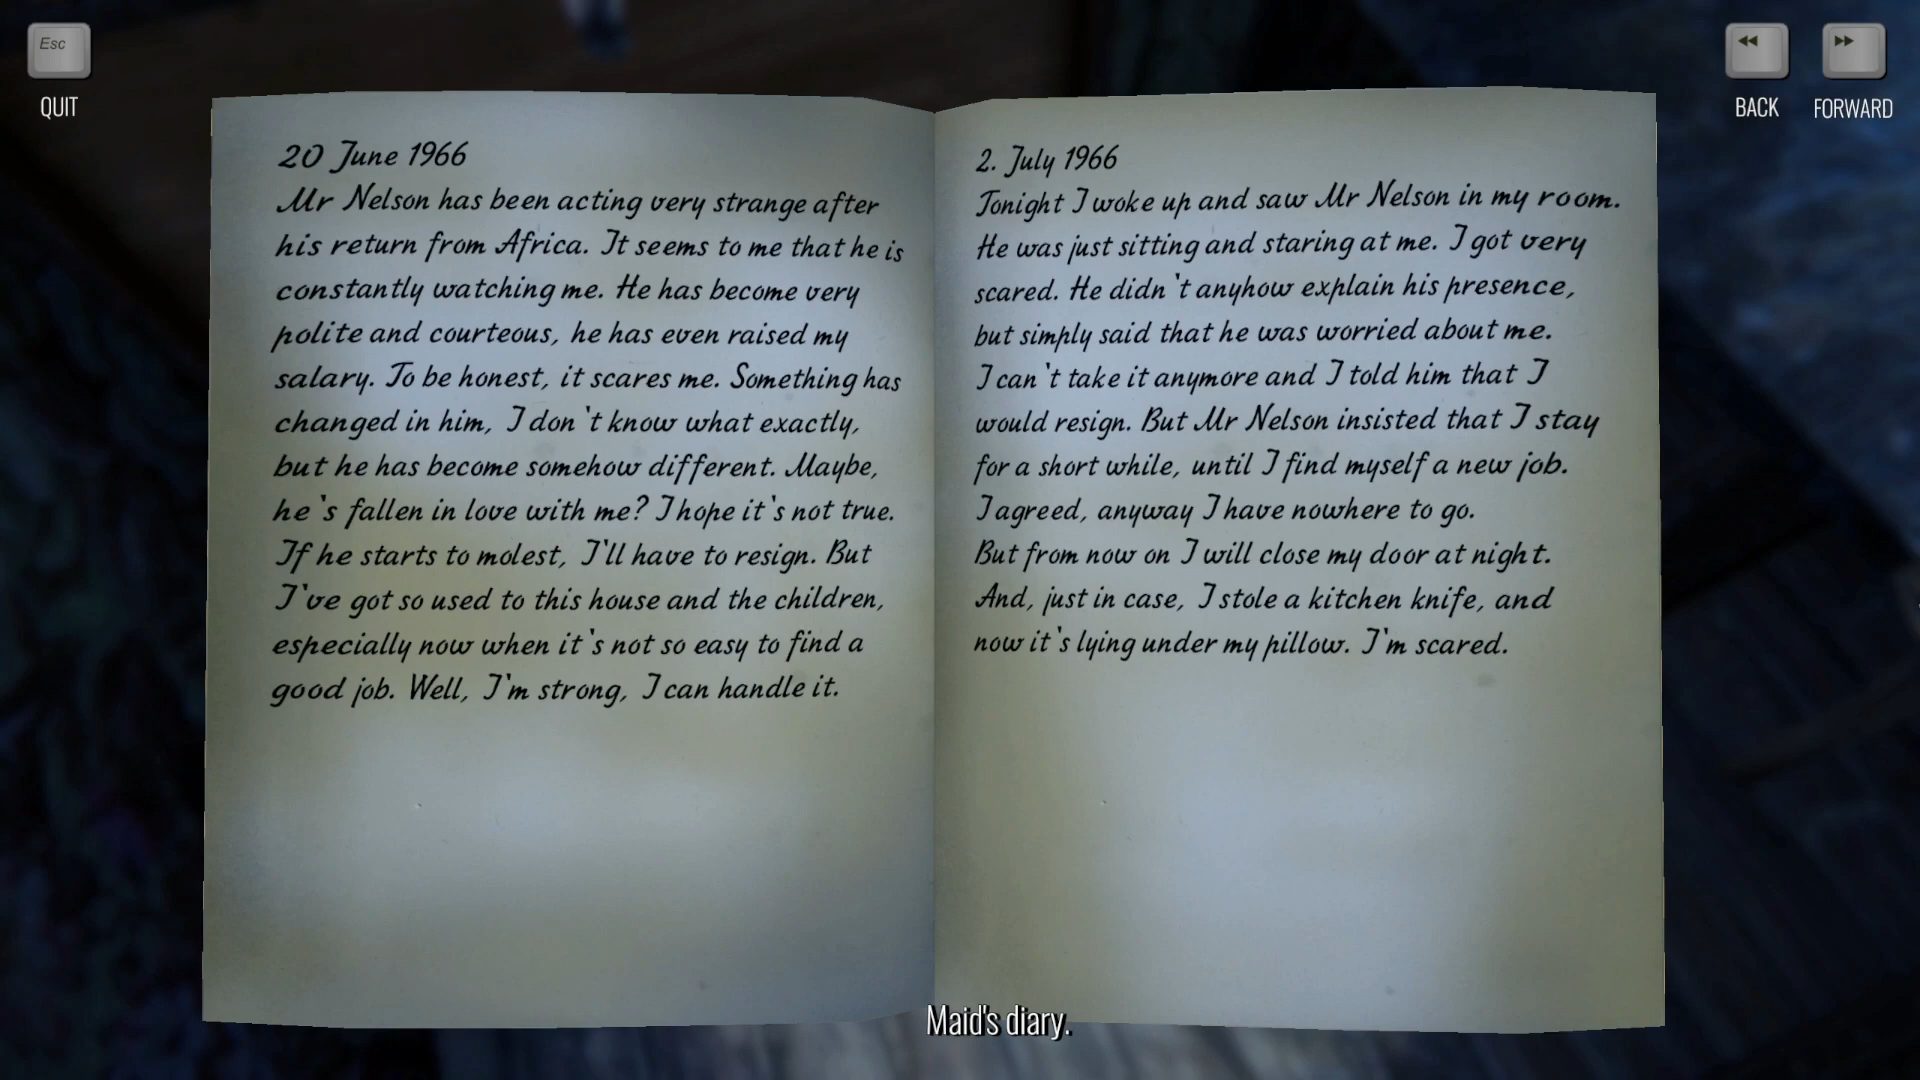 Esc
QUIT
BACK
FORWARD
20 June 1966
Mr Nelson has been acting very strange after
his return from Africa. It seems to me that he is
constantly watching me. He has become very
polite and courteous, he has even raised my
salary. To be honest, it scares me. Something has
changed in him, I don`t know what exactly,
but he has become somehow different. Maybe,
he`s fallen in love with me? I hope it`s not true.
If he starts to molest, I`ll have to resign. But
I`ve got so used to this house and the children,
especially now when it`s not so easy to find a
good job. Well, I`m strong, I can handle it.
2. July 1966
Tonight I woke up and saw Mr Nelson in my room.
He was just sitting and staring at me. I got very
scared. He didn`t anyhow explain his presence,
but simply said that he was worried about me.
I can`t take it anymore and I told him that I
would resign. But Mr Nelson insisted that I stay
for a short while, until I find myself a new job.
I agreed, anyway I have nowhere to go.
But from now on I will close my door at night.
And, just in case, I stole a kitchen knife, and
now it`s lying under my pillow. I`m scared.
Maid's diary.